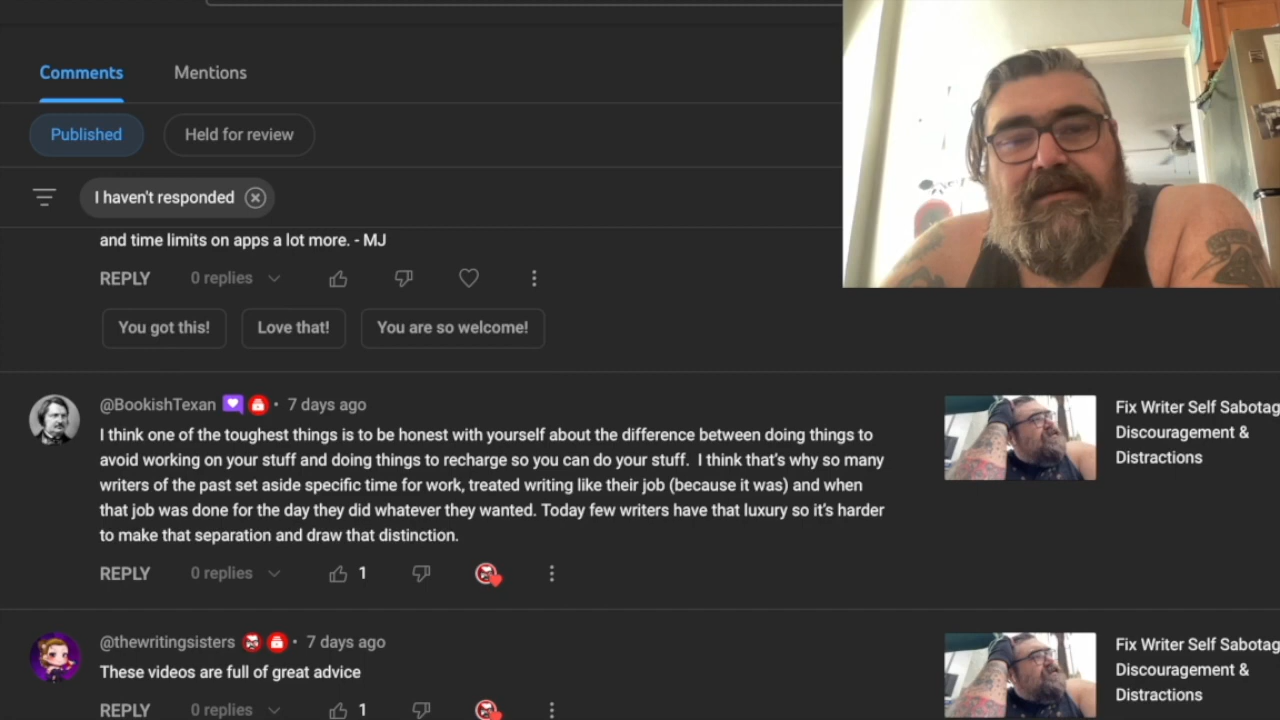 Comments
Mentions
Published
Held for review
I haven't responded
and time limits on apps a lot more. - MJ
REPLY
0 replies
You got this!
Love that!
You are so welcome!
@BookishTexan • 7 days ago
I think one of the toughest things is to be honest with yourself about the difference between doing things to
avoid working on your stuff and doing things to recharge so you can do your stuff. I think that's why so many
writers of the past set aside specific time for work, treated writing like their job (because it was) and when
that job was done for the day they did whatever they wanted. Today few writers have that luxury so it's harder
to make that separation and draw that distinction.
REPLY
0 replies
1
Fix Writer Self Sabotag
Discouragement &
Distractions
@thewritingsisters • 7 days ago
These videos are full of great advice
REPLY
0 replies
1
Fix Writer Self Sabotag
Discouragement &
Distractions